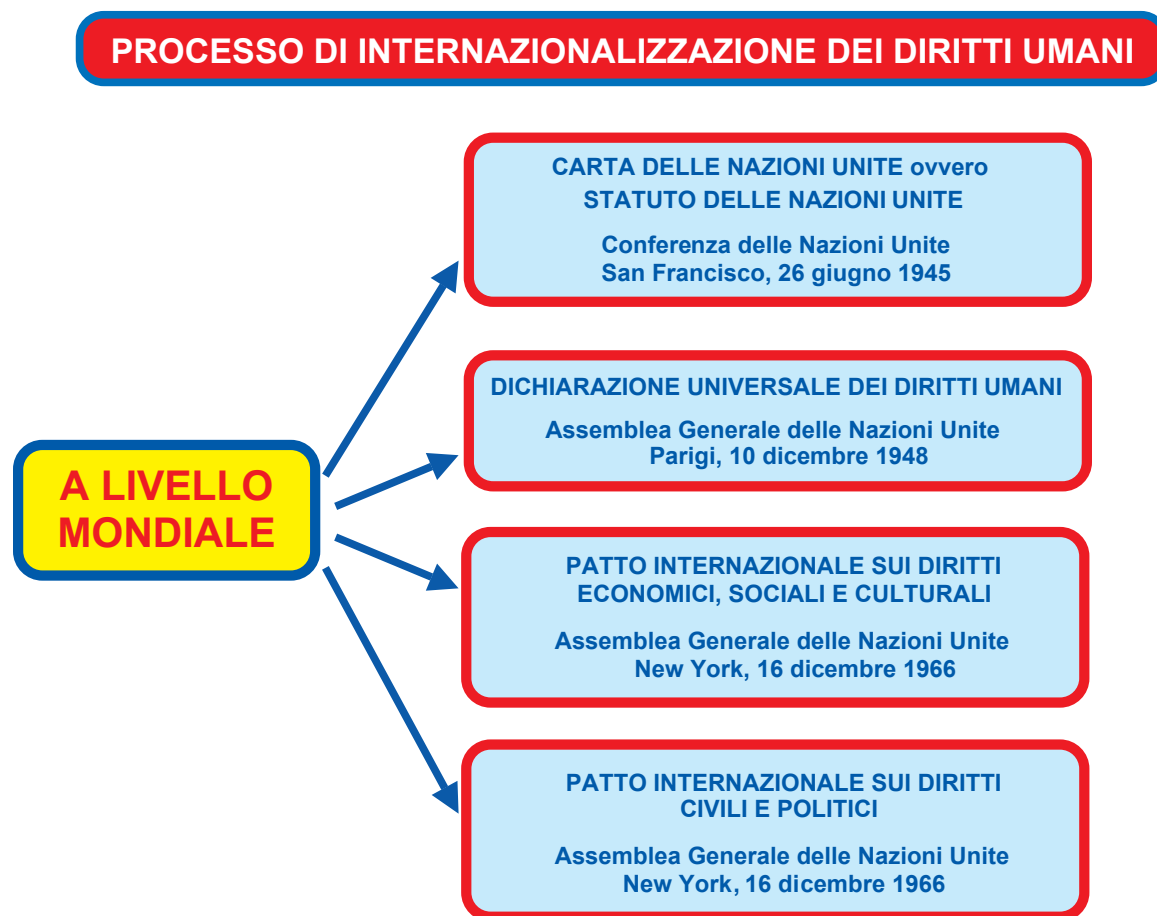 PROCESSO DI INTERNAZIONALIZZAZIONE DEI DIRITTI UMANI
CARTA DELLE NAZIONI UNITE ovvero
STATUTO DELLE NAZIONI UNITE
Conferenza delle Nazioni Unite
San Francisco, 26 giugno 1945
DICHIARAZIONE UNIVERSALE DEI DIRITTI UMANI
Assemblea Generale delle Nazioni Unite
Parigi, 10 dicembre 1948
A LIVELLO
MONDIALE
PATTO INTERNAZIONALE SUI DIRITTI
ECONOMICI, SOCIALI E CULTURALI
Assemblea Generale delle Nazioni Unite
New York, 16 dicembre 1966
PATTO INTERNAZIONALE SUI DIRITTI
CIVILI E POLITICI
Assemblea Generale delle Nazioni Unite
New York, 16 dicembre 1966